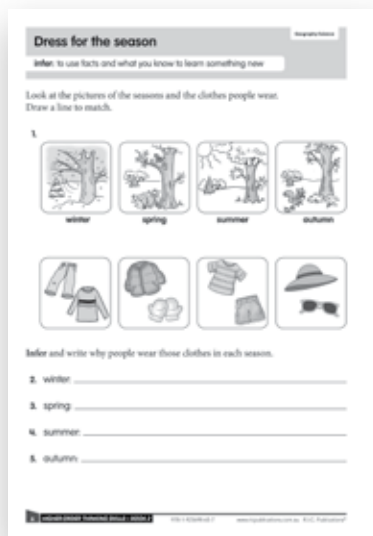 Geography/Science
Dress for the season
infer: to use facts and what you know to learn something new
Look at the pictures of the seasons and the clothes people wear.
Draw a line to match.
1.
winter spring summer autumn
Infer and write why people wear those clothes in each season.
2. winter:
3. spring:
4. summer:
5. autumn:
HIGHER-ORDER THINKING SKILLS – BOOK 2 www.ricpublications.com.au R.I.C. Publications®